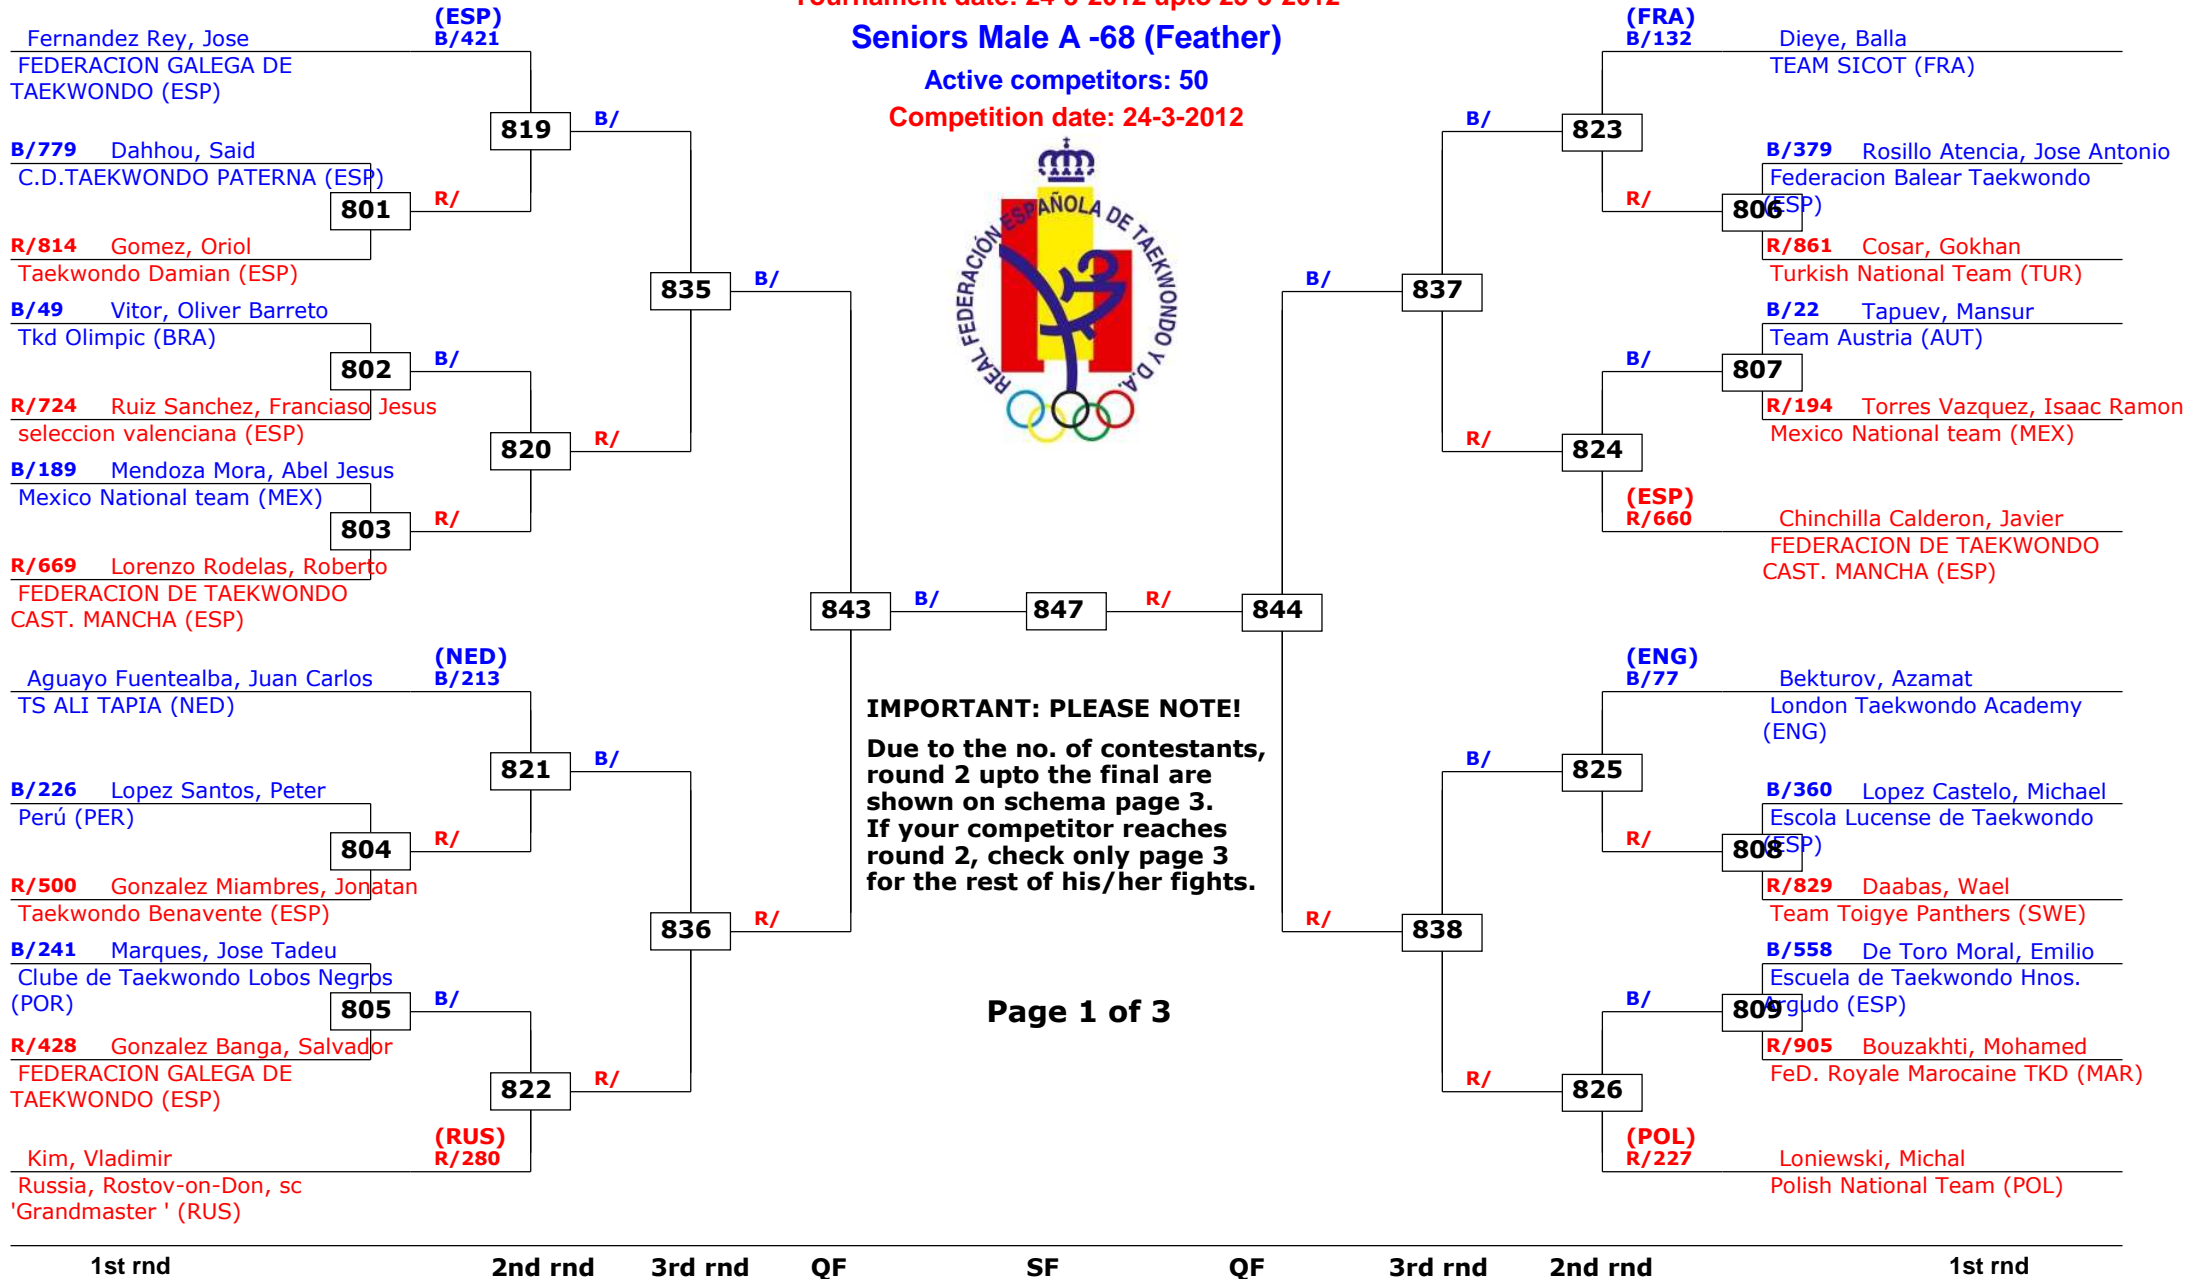 Seniors Male A -68 (Feather)
Active competitors: 50
Competition date: 24-3-2012
REAL FEDERACIÓN ESPAÑOLA DE TAEKWONDO Y D.A.
(ESP)
Fernandez Rey, Jose B/421
FEDERACION GALEGA DE
TAEKWONDO (ESP)
819 B/
B/779 Dahhou, Said
C.D.TAEKWONDO PATERNA (ESP)
801 R/
R/814 Gomez, Oriol
Taekwondo Damian (ESP)
835 B/
B/49 Vitor, Oliver Barreto
Tkd Olimpic (BRA)
802 B/
R/724 Ruiz Sanchez, Franciaso Jesus
seleccion valenciana (ESP)
820 R/
B/189 Mendoza Mora, Abel Jesus
Mexico National team (MEX)
803 R/
R/669 Lorenzo Rodelas, Roberto
FEDERACION DE TAEKWONDO
CAST. MANCHA (ESP)
843 B/ 847 R/ 844
(NED)
Aguayo Fuentealba, Juan Carlos B/213
TS ALI TAPIA (NED)
821 B/
B/226 Lopez Santos, Peter
Perú (PER)
804 R/
R/500 Gonzalez Miambres, Jonatan
Taekwondo Benavente (ESP)
836 R/
B/241 Marques, Jose Tadeu
Clube de Taekwondo Lobos Negros
(POR)
805 B/
R/428 Gonzalez Banga, Salvador
FEDERACION GALEGA DE
TAEKWONDO (ESP)
822 R/
(RUS)
Kim, Vladimir R/280
Russia, Rostov-on-Don, sc
'Grandmaster ' (RUS)
IMPORTANT: PLEASE NOTE!
Due to the no. of contestants,
round 2 upto the final are
shown on schema page 3.
If your competitor reaches
round 2, check only page 3
for the rest of his/her fights.
Page 1 of 3
(FRA)
B/132 Dieye, Balla
TEAM SICOT (FRA)
B/ 823
B/379 Rosillo Atencia, Jose Antonio
Federacion Balear Taekwondo
(ESP)
R/ 806
R/861 Cosar, Gokhan
Turkish National Team (TUR)
B/ 837
B/22 Tapuev, Mansur
Team Austria (AUT)
B/ 807
R/194 Torres Vazquez, Isaac Ramon
Mexico National team (MEX)
R/ 824
(ESP)
R/660 Chinchilla Calderon, Javier
FEDERACION DE TAEKWONDO
CAST. MANCHA (ESP)
(ENG)
B/77 Bekturov, Azamat
London Taekwondo Academy
(ENG)
B/ 825
B/360 Lopez Castelo, Michael
Escola Lucense de Taekwondo
(ESP)
R/ 808
R/829 Daabas, Wael
Team Toigye Panthers (SWE)
R/ 838
B/558 De Toro Moral, Emilio
Escuela de Taekwondo Hnos.
Argudo (ESP)
B/ 809
R/905 Bouzakhti, Mohamed
FeD. Royale Marocaine TKD (MAR)
R/ 826
(POL)
R/227 Loniewski, Michal
Polish National Team (POL)
1st rnd 2nd rnd 3rd rnd QF SF QF 3rd rnd 2nd rnd 1st rnd